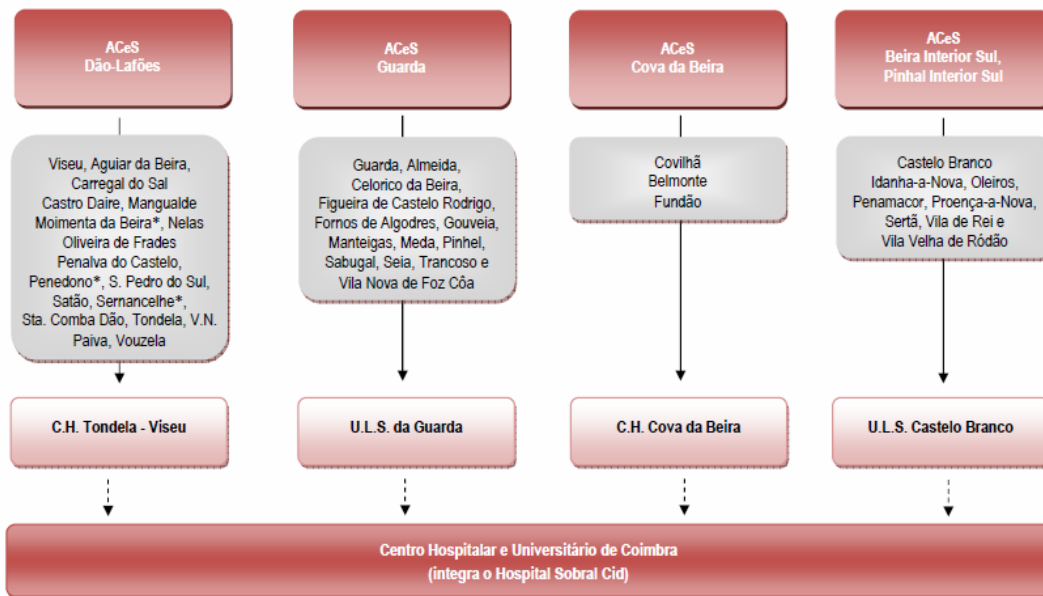 ACeS
Dão-Lafões
ACeS
Guarda
ACeS
Cova da Beira
ACeS
Beira Interior Sul,
Pinhal Interior Sul
Viseu, Aguiar da Beira,
Carregal do Sal
Castro Daire, Mangualde
Moimenta da Beira*, Nelas
Oliveira de Frades
Penalva do Castelo,
Penedono*, S. Pedro do Sul,
Satão, Sernancelhe*,
Sta. Comba Dão, Tondela, V.N.
Paiva, Vouzela
Guarda, Almeida,
Celorico da Beira,
Figueira de Castelo Rodrigo,
Fornos de Algodres, Gouveia,
Manteigas, Meda, Pinhel,
Sabugal, Seia, Trancoso e
Vila Nova de Foz Côa
Covilhã
Belmonte
Fundão
Castelo Branco
Idanha-a-Nova, Oleiros,
Penamacor, Proença-a-Nova,
Sertã, Vila de Rei e
Vila Velha de Ródão
C.H. Tondela - Viseu
U.L.S. da Guarda
C.H. Cova da Beira
U.L.S. Castelo Branco
Centro Hospitalar e Universitário de Coimbra
(integra o Hospital Sobral Cid)